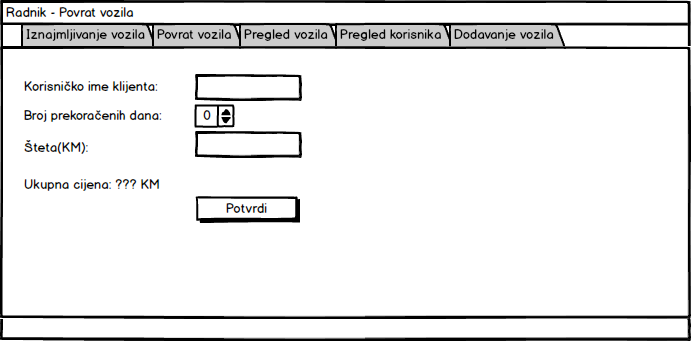 Radnik - Povrat vozila
Iznajmljivanje vozila Povrat vozila Pregled vozila Pregled korisnika Dodavanje vozila
Korisničko ime klijenta:
Broj prekoračenih dana: 0
Šteta(KM):
Ukupna cijena: ??? KM
Potvrdi